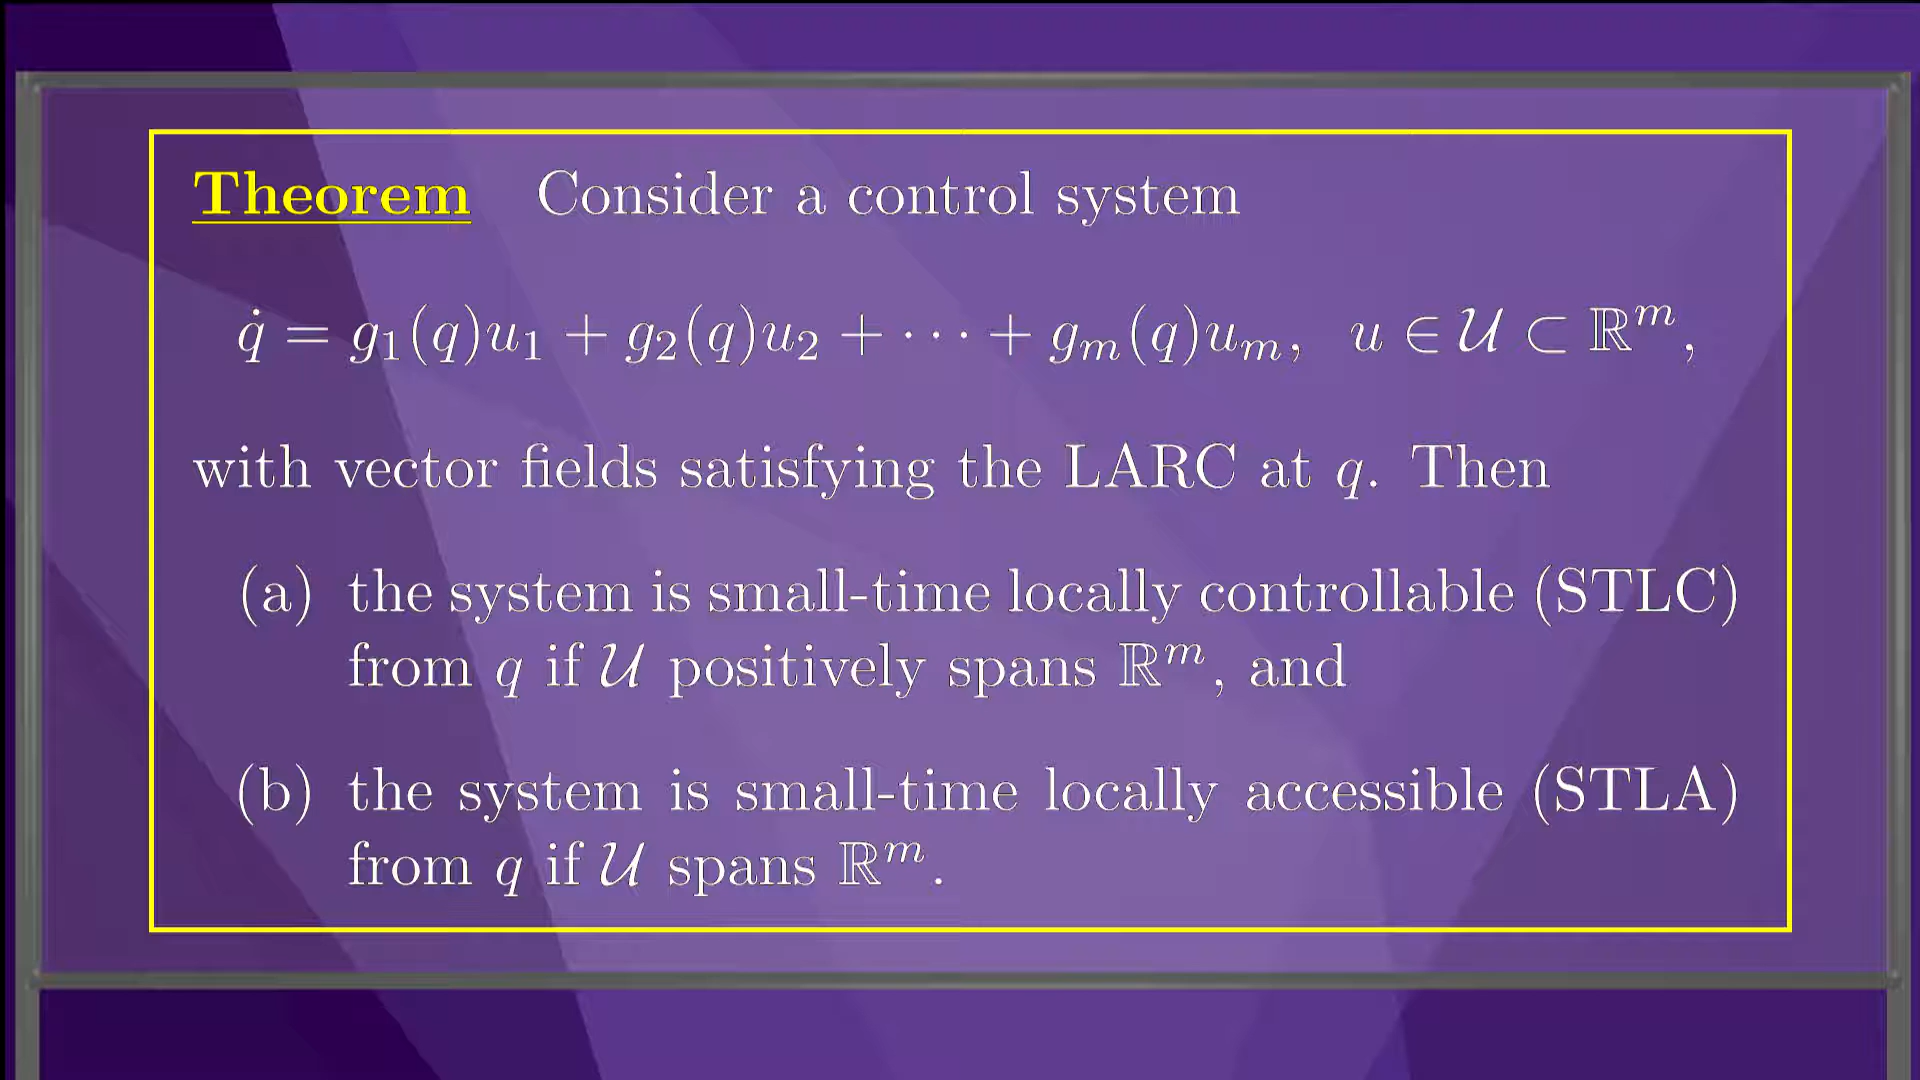 Theorem Consider a control system
q̇ = g₁(q)u₁ + g₂(q)u₂ + ⋯ + gₘ(q)uₘ, u ∈ 𝒰 ⊂ ℝᵐ,
with vector fields satisfying the LARC at q. Then
(a) the system is small-time locally controllable (STLC)
from q if 𝒰 positively spans ℝᵐ, and
(b) the system is small-time locally accessible (STLA)
from q if 𝒰 spans ℝᵐ.